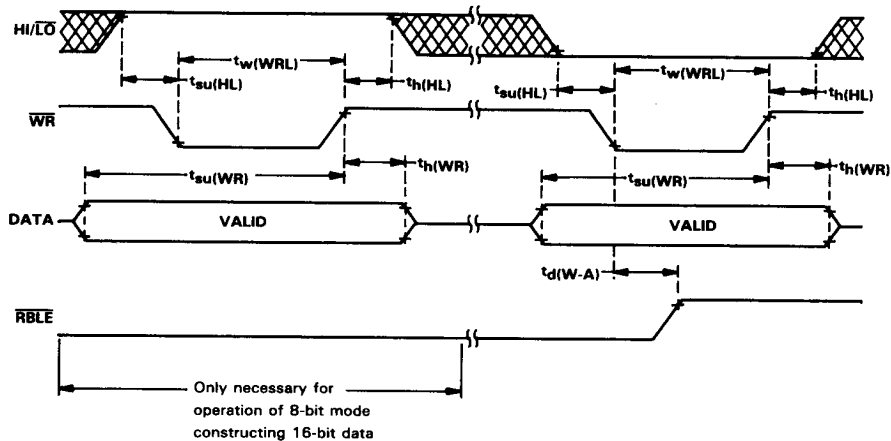 HI/LO
tw(WRL)
tw(WRL)
tsu(HL)
th(HL)
tsu(HL)
th(HL)
WR
th(WR)
th(WR)
tsu(WR)
tsu(WR)
DATA
VALID
VALID
td(W-A)
RBLE
Only necessary for
operation of 8-bit mode
constructing 16-bit data